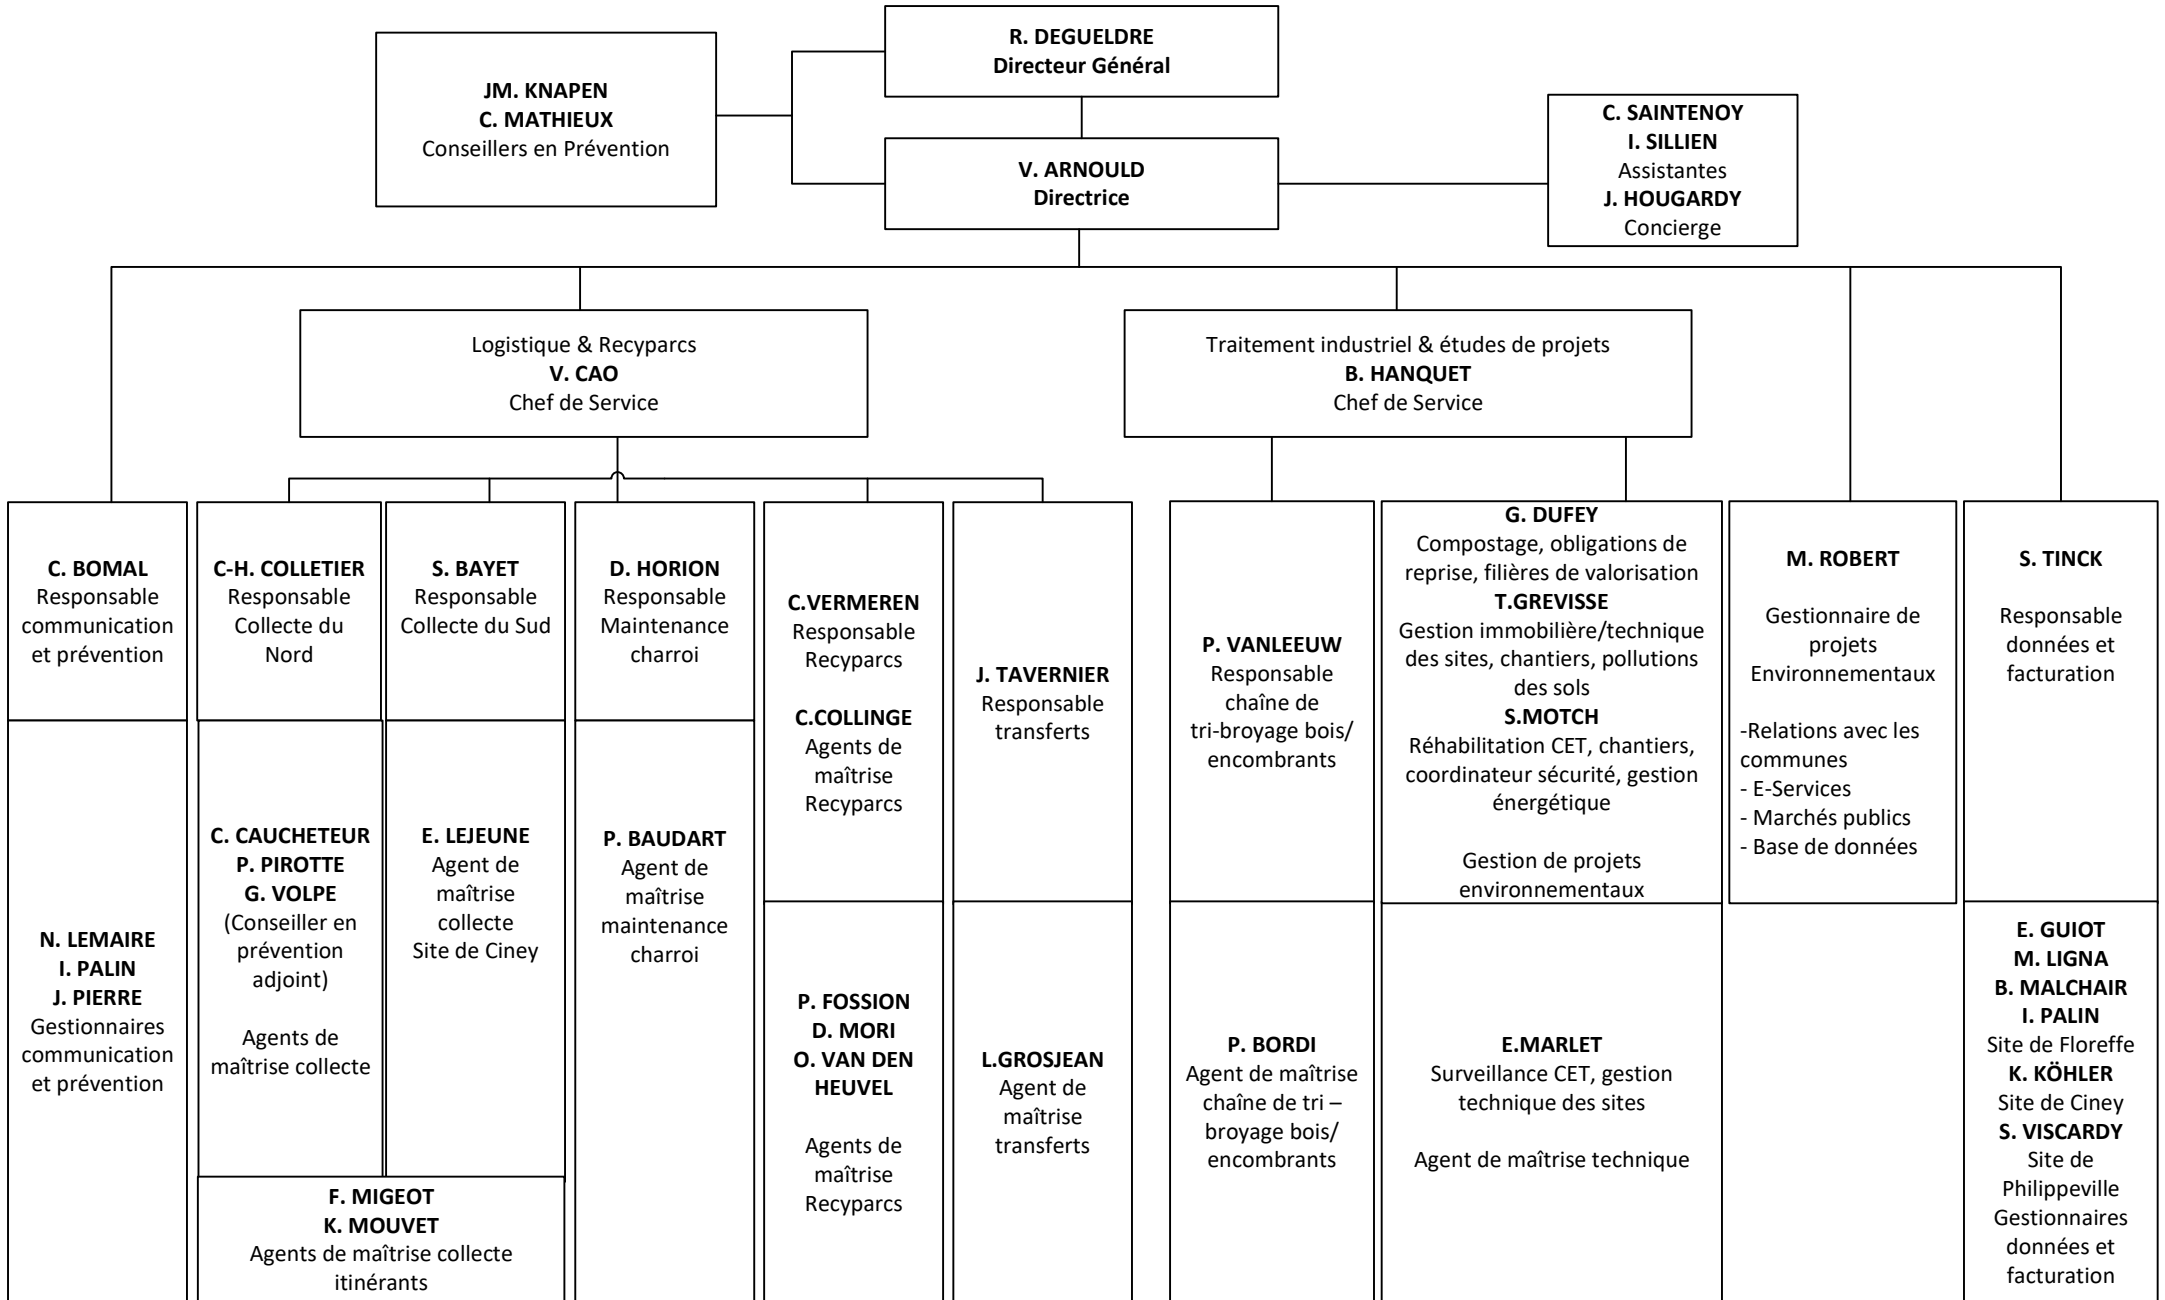 R. DEGUELDRE
Directeur Général
JM. KNAPEN
C. MATHIEUX
Conseillers en Prévention
V. ARNOULD
Directrice
C. SAINTENOY
I. SILLIEN
Assistantes
J. HOUGARDY
Concierge
Logistique & Recyparcs
V. CAO
Chef de Service
Traitement industriel & études de projets
B. HANQUET
Chef de Service
C. BOMAL
Responsable
communication
et prévention
C-H. COLLETIER
Responsable
Collecte du
Nord
S. BAYET
Responsable
Collecte du Sud
D. HORION
Responsable
Maintenance
charroi
C.VERMEREN
Responsable
Recyparcs
C.COLLINGE
Agents de
maîtrise
Recyparcs
J. TAVERNIER
Responsable
transferts
P. VANLEEUW
Responsable
chaîne de
tri-broyage bois/
encombrants
G. DUFEY
Compostage, obligations de
reprise, filières de valorisation
T.GREVISSE
Gestion immobilière/technique
des sites, chantiers, pollutions
des sols
S.MOTCH
Réhabilitation CET, chantiers,
coordinateur sécurité, gestion
énergétique
Gestion de projets
environnementaux
M. ROBERT
Gestionnaire de
projets
Environnementaux
-Relations avec les
communes
- E-Services
- Marchés publics
- Base de données
S. TINCK
Responsable
données et
facturation
N. LEMAIRE
I. PALIN
J. PIERRE
Gestionnaires
communication
et prévention
C. CAUCHETEUR
P. PIROTTE
G. VOLPE
(Conseiller en
prévention
adjoint)
Agents de
maîtrise collecte
E. LEJEUNE
Agent de
maîtrise
collecte
Site de Ciney
F. MIGEOT
K. MOUVET
Agents de maîtrise collecte
itinérants
P. BAUDART
Agent de
maîtrise
maintenance
charroi
P. FOSSION
D. MORI
O. VAN DEN
HEUVEL
Agents de
maîtrise
Recyparcs
L.GROSJEAN
Agent de
maîtrise
transferts
P. BORDI
Agent de maîtrise
chaîne de tri –
broyage bois/
encombrants
E.MARLET
Surveillance CET, gestion
technique des sites
Agent de maîtrise technique
E. GUIOT
M. LIGNA
B. MALCHAIR
I. PALIN
Site de Floreffe
K. KÖHLER
Site de Ciney
S. VISCARDY
Site de
Philippeville
Gestionnaires
données et
facturation